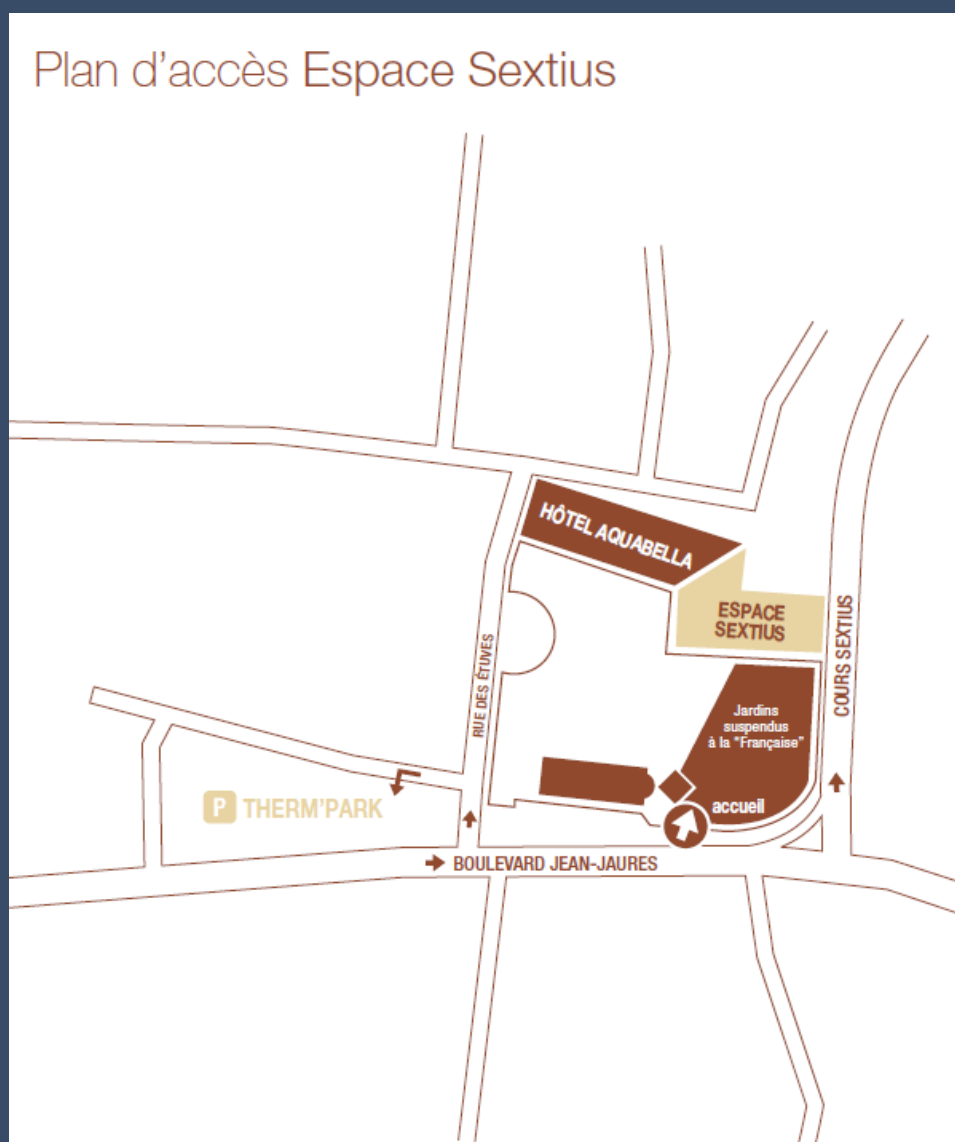 Plan d'accès Espace Sextius
HÔTEL AQUABELLA
ESPACE
SEXTIUS
COURS SEXTIUS
RUE DES ÉTUVES
Jardins
suspendus
à la "Française"
P THERM'PARK
accueil
BOULEVARD JEAN-JAURES